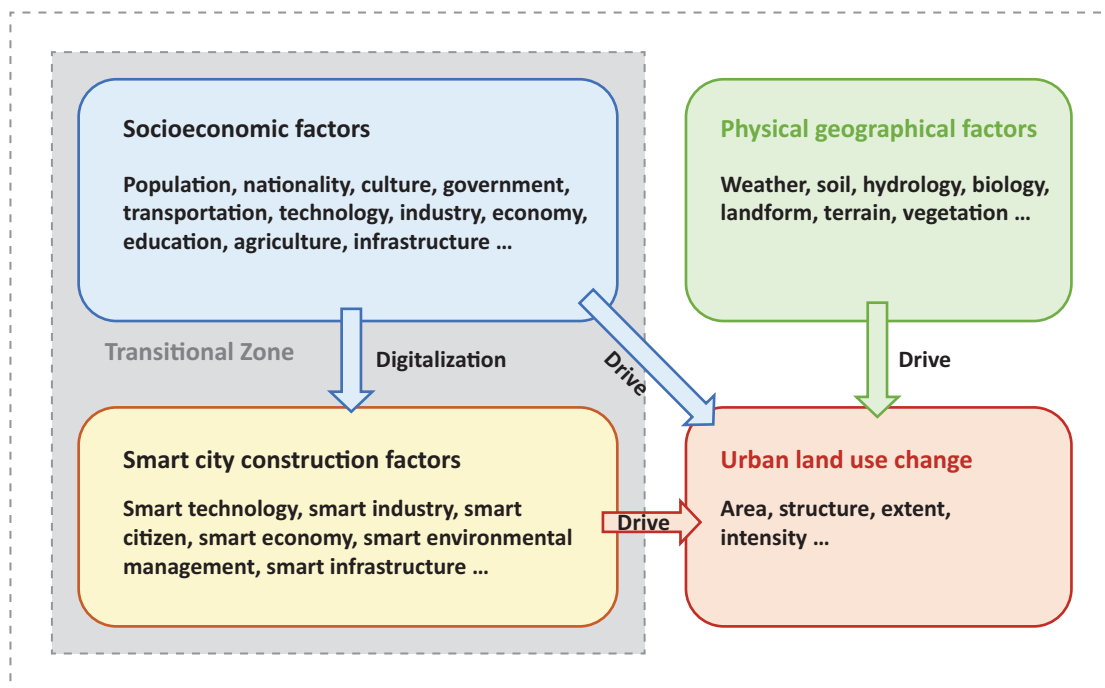 Socioeconomic factors
Population, nationality, culture, government,
transportation, technology, industry, economy,
education, agriculture, infrastructure ...
Physical geographical factors
Weather, soil, hydrology, biology,
landform, terrain, vegetation ...
Transitional Zone
Digitalization
Drive
Drive
Smart city construction factors
Smart technology, smart industry, smart
citizen, smart economy, smart environmental
management, smart infrastructure ...
Drive
Urban land use change
Area, structure, extent,
intensity ...